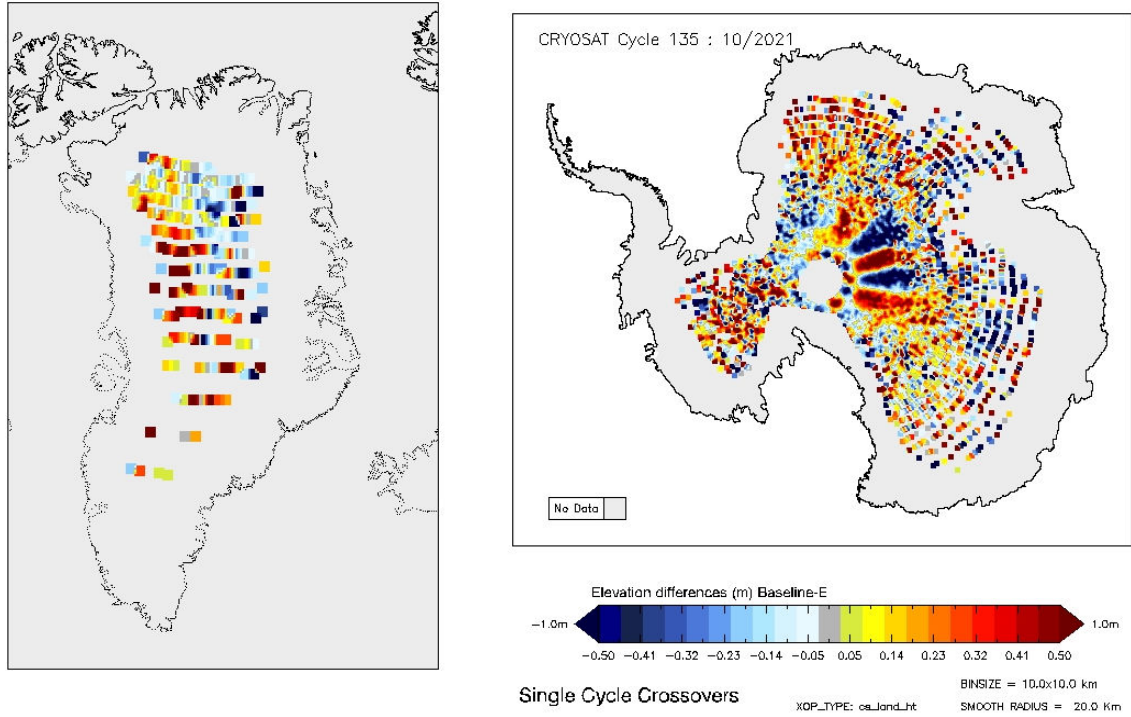 CRYOSAT Cycle 135 : 10/2021
No Data
Elevation differences (m) Baseline-E
-1.0m 1.0m
-0.50 -0.41 -0.32 -0.23 -0.14 -0.05 0.05 0.14 0.23 0.32 0.41 0.50
BINSIZE = 10.0x10.0 km
Single Cycle Crossovers
XOP_TYPE: cs_land_ht SMOOTH RADIUS = 20.0 Km